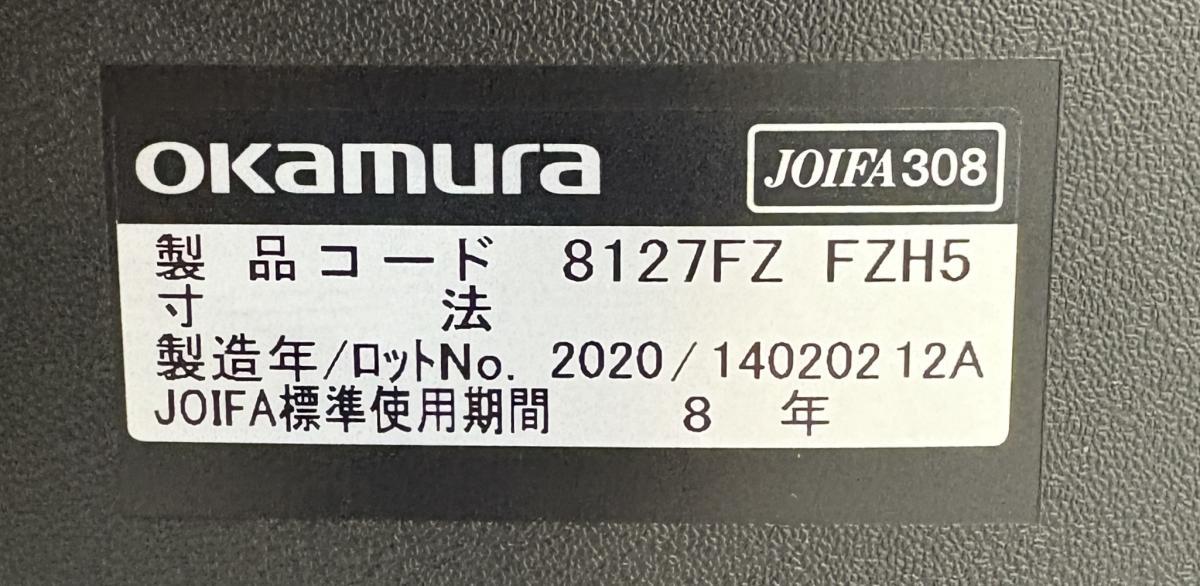 okamura JOIFA308
製品コード 8127FZ FZH5
寸法
製造年/ロットNo. 2020/14020212A
JOIFA標準使用期間 8 年